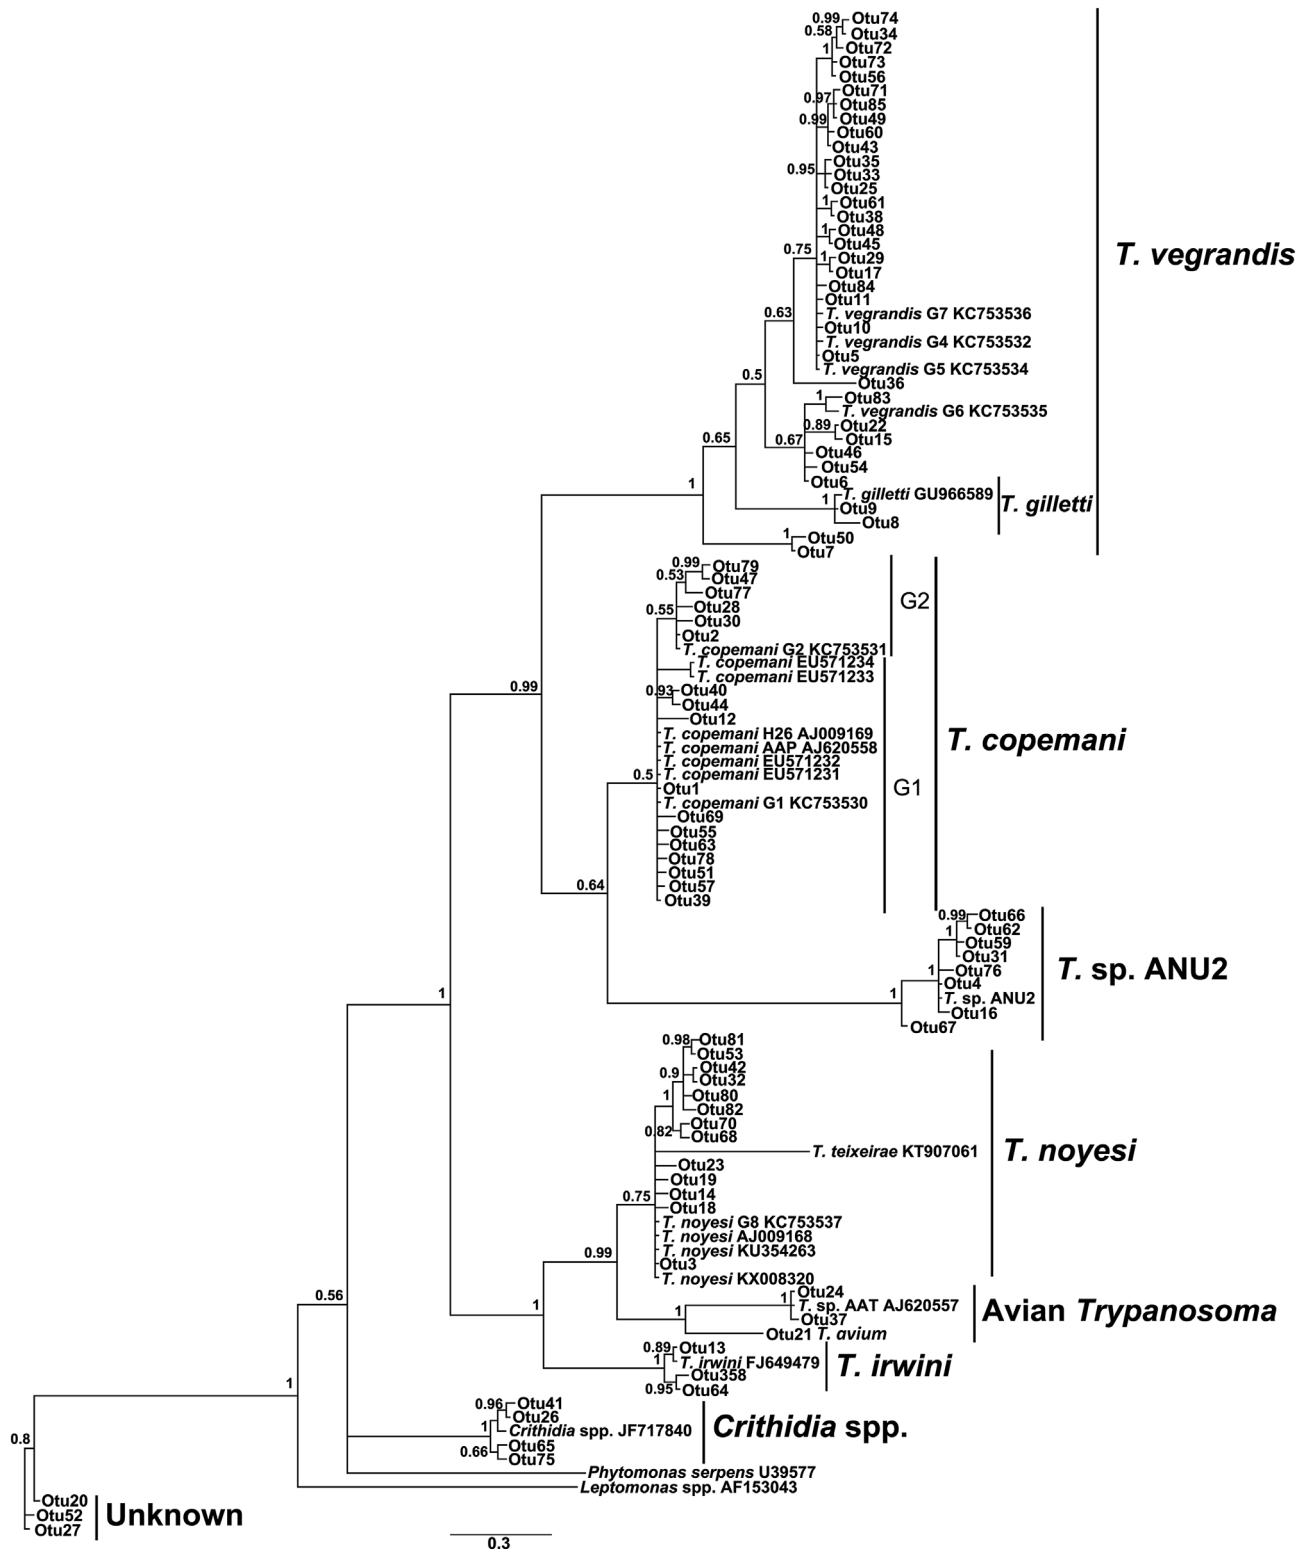 0.99
Otu74
0.58
Otu34
1
Otu72
Otu73
Otu56
0.97
Otu71
Otu85
0.99
Otu49
Otu60
Otu43
0.95
Otu35
Otu33
Otu25
1
Otu61
Otu38
1
Otu48
Otu45
0.75
1
Otu29
Otu17
Otu84
Otu11
T. vegrandis G7 KC753536
Otu10
T. vegrandis G4 KC753532
Otu5
T. vegrandis G5 KC753534
0.63
Otu36
T. vegrandis
0.5
1
Otu83
T. vegrandis G6 KC753535
0.89
Otu22
Otu15
0.67
Otu46
Otu54
Otu6
0.65
1
T. gilletti GU966589
Otu9
Otu8
T. gilletti
1
1
Otu50
Otu7
0.99
Otu79
0.53
Otu47
Otu77
0.55
Otu28
Otu30
Otu2
T. copemani G2 KC753531
G2
T. copemani EU571234
T. copemani EU571233
0.93
Otu40
Otu44
Otu12
T. copemani H26 AJ009169
T. copemani AAP AJ620558
T. copemani EU571232
T. copemani EU571231
0.5
Otu1
T. copemani G1 KC753530
Otu69
Otu55
Otu63
Otu78
Otu51
Otu57
Otu39
G1
T. copemani
0.99
0.64
0.99
Otu66
Otu62
1
Otu59
Otu31
1
Otu76
Otu4
T. sp. ANU2
Otu16
1
Otu67
T. sp. ANU2
1
0.98
Otu81
Otu53
0.9
Otu42
Otu32
1
Otu80
Otu82
0.82
Otu70
Otu68
T. teixeirae KT907061
Otu23
Otu19
0.75
Otu14
Otu18
T. noyesi G8 KC753537
T. noyesi AJ009168
T. noyesi KU354263
Otu3
T. noyesi KX008320
T. noyesi
0.99
1
1
Otu24
T. sp. AAT AJ620557
Otu37
Otu21 T. avium
Avian Trypanosoma
1
0.89
Otu13
1
T. irwini FJ649479
Otu358
0.95
Otu64
T. irwini
0.56
1
0.96
Otu41
Otu26
1
Crithidia spp. JF717840
0.66
Otu65
Otu75
Crithidia spp.
Phytomonas serpens U39577
Leptomonas spp. AF153043
0.8
Otu20
Otu52
Otu27
Unknown
0.3